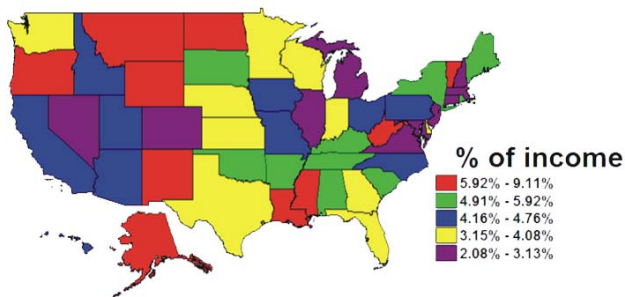 % of income
5.92% - 9.11%
4.91% - 5.92%
4.16% - 4.76%
3.15% - 4.08%
2.08% - 3.13%